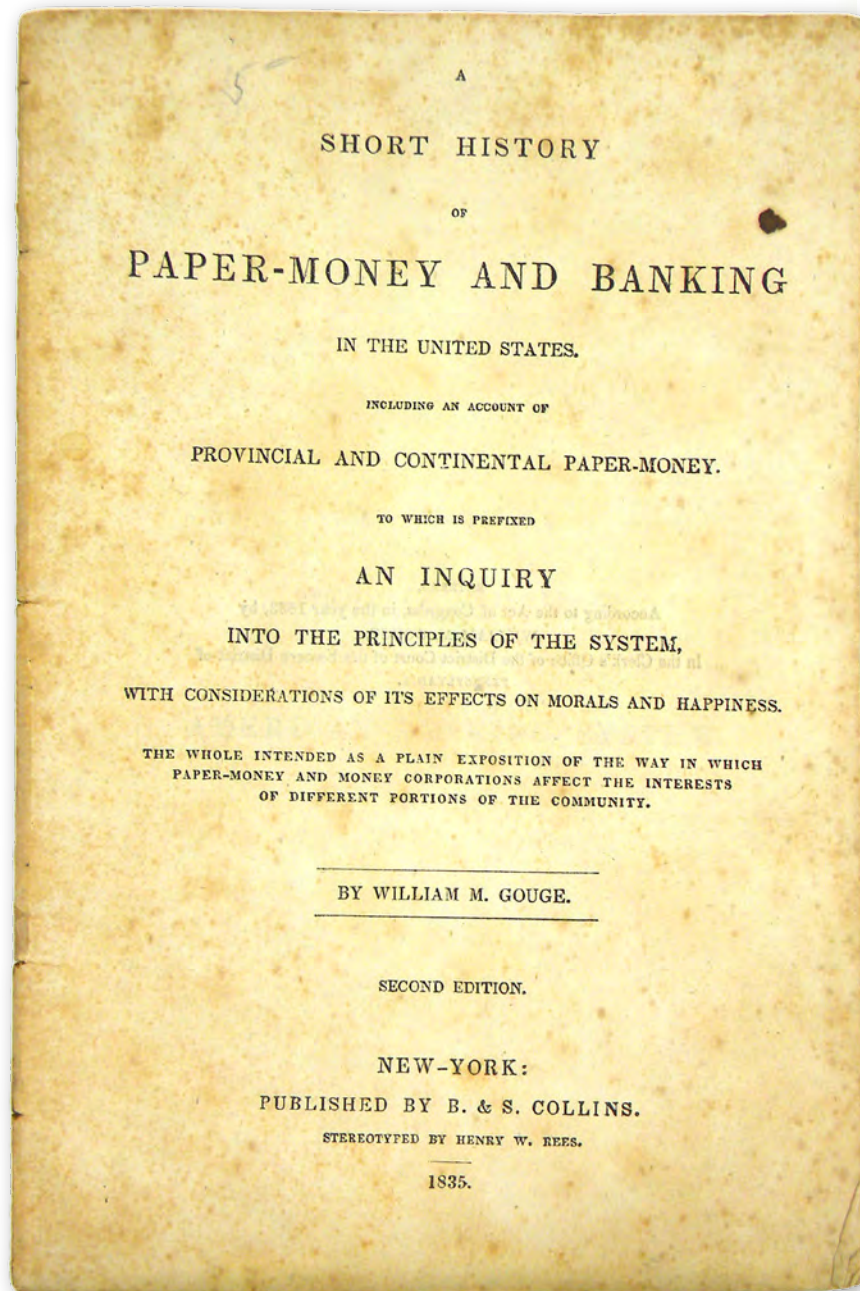 5
A
SHORT HISTORY
OF
PAPER-MONEY AND BANKING
IN THE UNITED STATES.
INCLUDING AN ACCOUNT OF
PROVINCIAL AND CONTINENTAL PAPER-MONEY.
TO WHICH IS PREFIXED
AN INQUIRY
INTO THE PRINCIPLES OF THE SYSTEM,
WITH CONSIDERATIONS OF ITS EFFECTS ON MORALS AND HAPPINESS.
THE WHOLE INTENDED AS A PLAIN EXPOSITION OF THE WAY IN WHICH
PAPER-MONEY AND MONEY CORPORATIONS AFFECT THE INTERESTS
OF DIFFERENT PORTIONS OF THE COMMUNITY.
BY WILLIAM M. GOUGE.
SECOND EDITION.
NEW-YORK:
PUBLISHED BY B. & S. COLLINS.
STEREOTYPED BY HENRY W. REES.
1835.